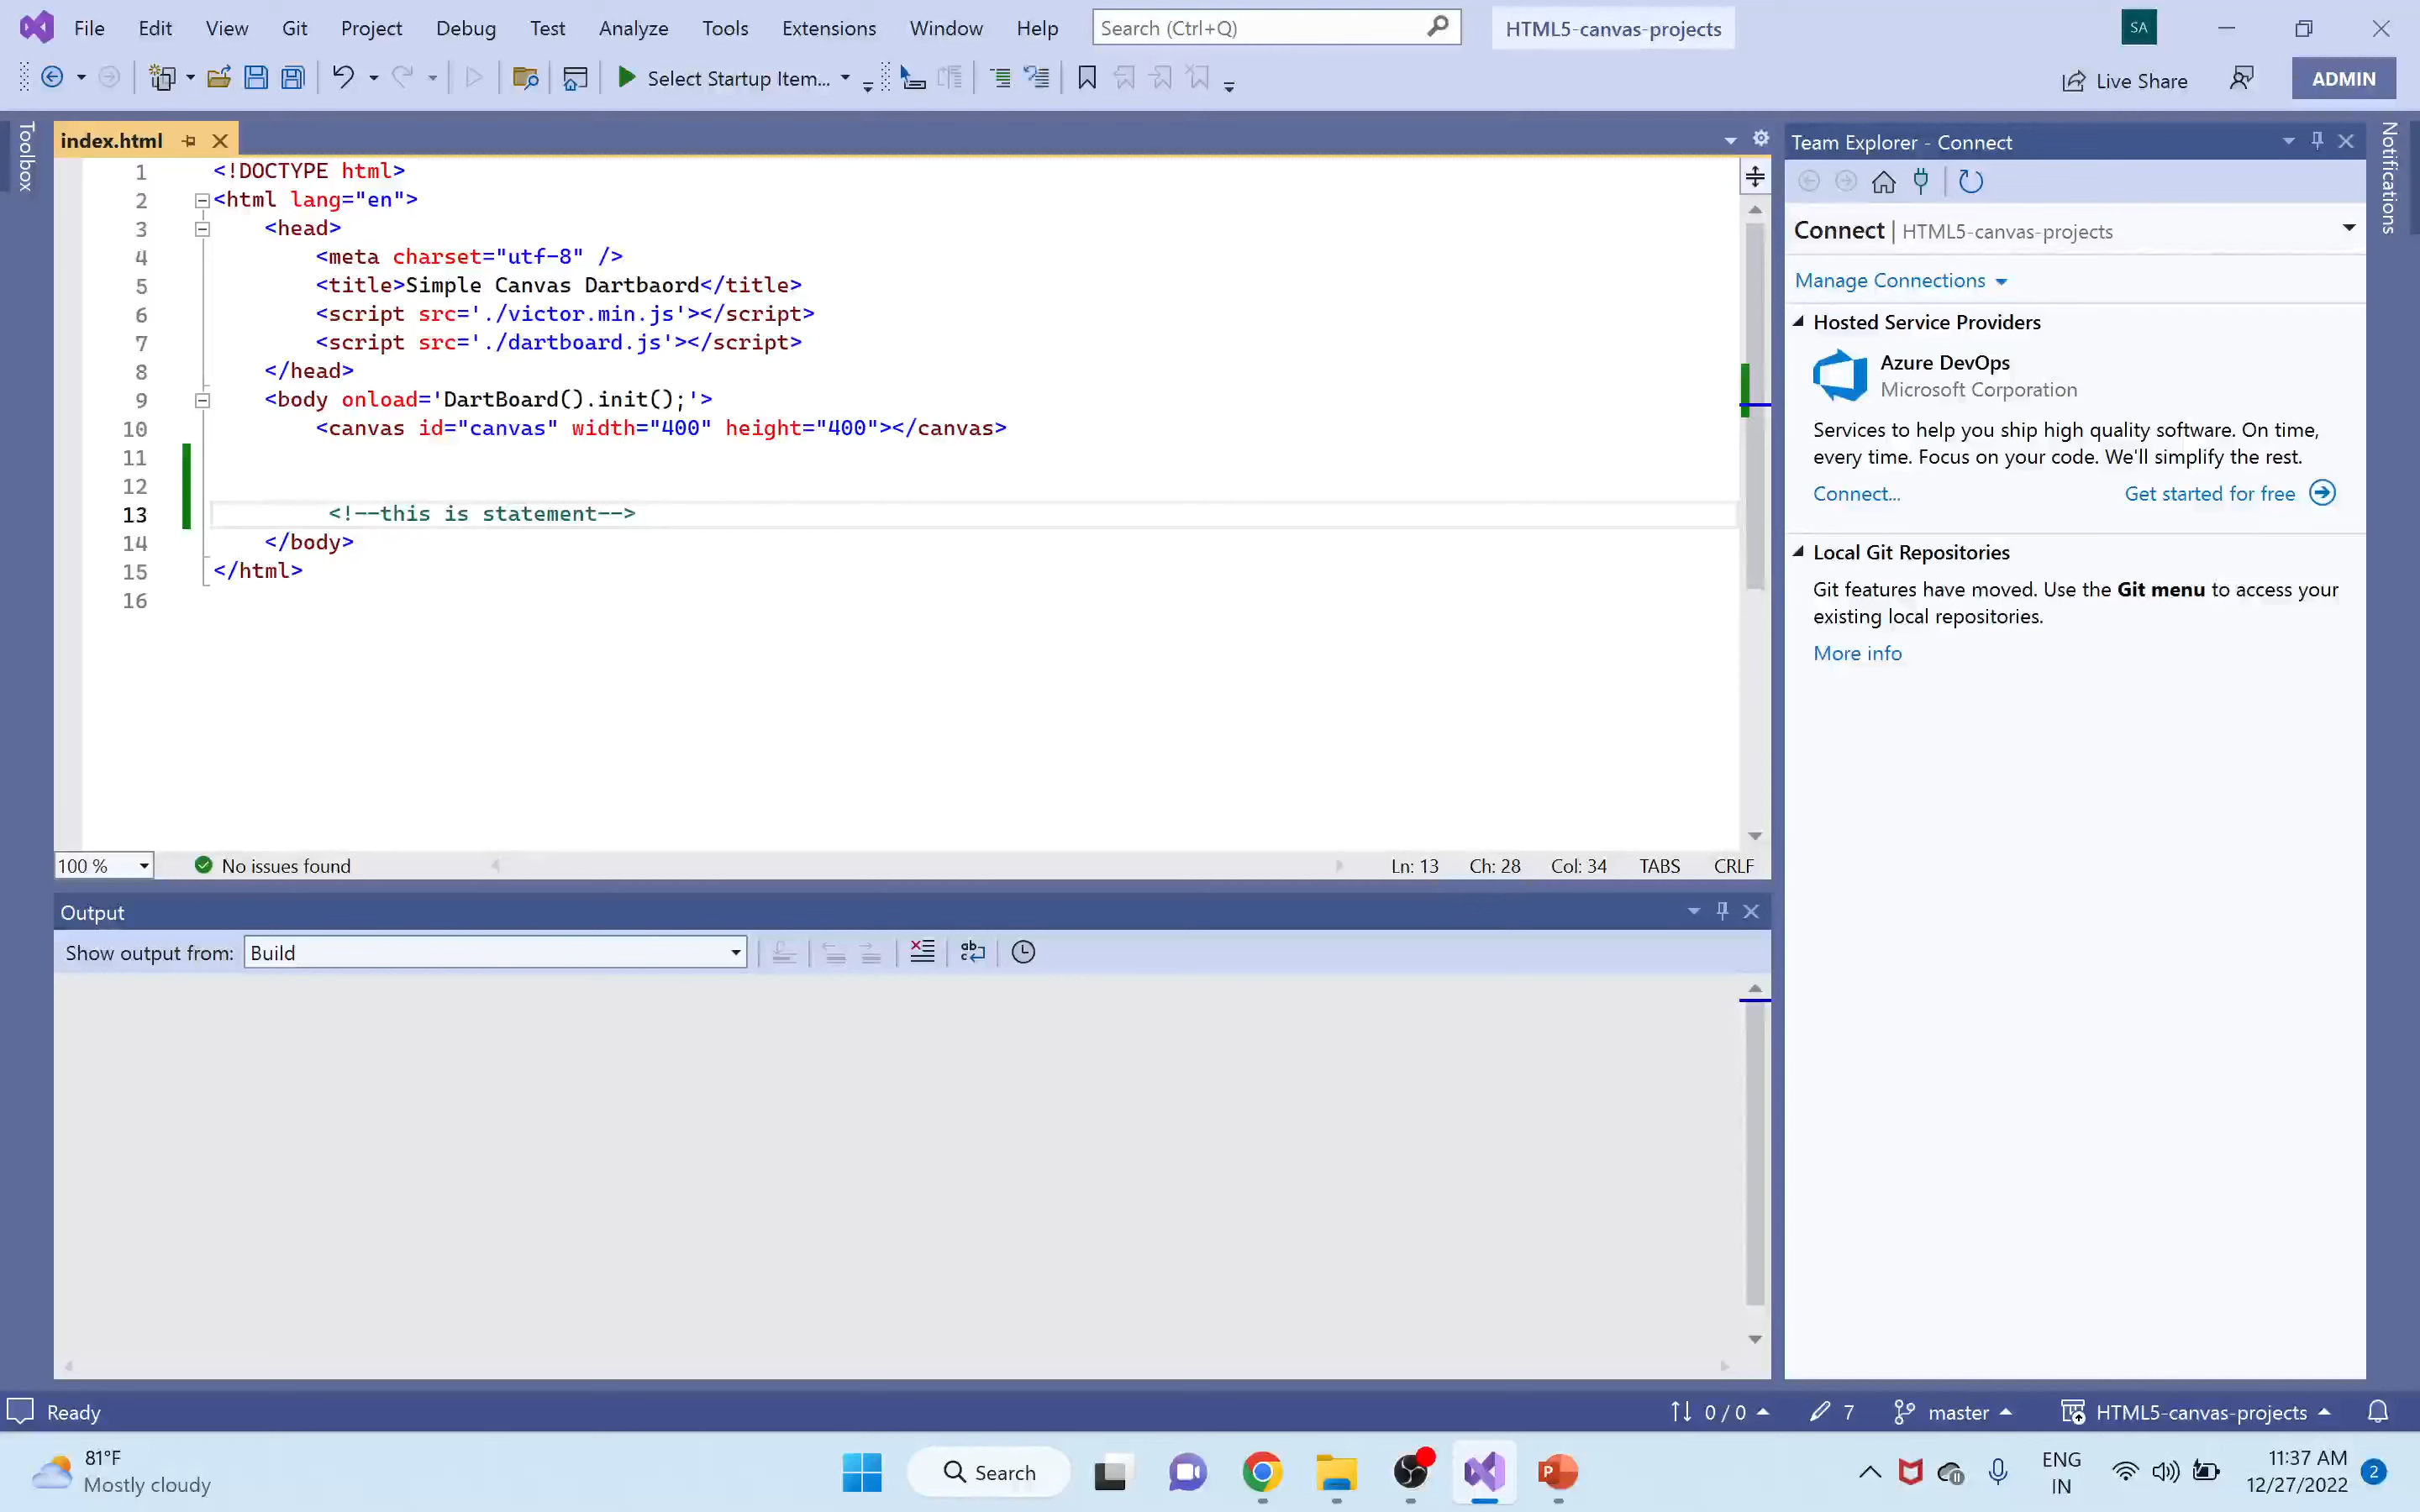 File Edit View Git Project Debug Test Analyze Tools Extensions Window Help Search (Ctrl+Q) HTML5-canvas-projects SA
Select Startup Item... Live Share ADMIN
Toolbox
index.html
1 <!DOCTYPE html>
2 <html lang="en">
3 <head>
4 <meta charset="utf-8" />
5 <title>Simple Canvas Dartbaord</title>
6 <script src='./victor.min.js'></script>
7 <script src='./dartboard.js'></script>
8 </head>
9 <body onload='DartBoard().init();'>
10 <canvas id="canvas" width="400" height="400"></canvas>
11
12
13 <!--this is statement-->
14 </body>
15 </html>
16
100 % No issues found Ln: 13 Ch: 28 Col: 34 TABS CRLF
Output
Show output from: Build
Team Explorer - Connect
Connect | HTML5-canvas-projects
Manage Connections
Hosted Service Providers
Azure DevOps
Microsoft Corporation
Services to help you ship high quality software. On time,
every time. Focus on your code. We'll simplify the rest.
Connect... Get started for free
Local Git Repositories
Git features have moved. Use the Git menu to access your
existing local repositories.
More info
Notifications
Ready 0 / 0 7 master HTML5-canvas-projects
81°F
Mostly cloudy
Search
ENG
IN
11:37 AM
12/27/2022
2